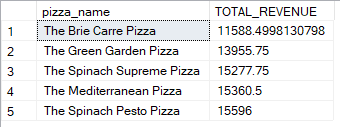 pizza_name TOTAL_REVENUE
1 The Brie Carre Pizza 11588.4998130798
2 The Green Garden Pizza 13955.75
3 The Spinach Supreme Pizza 15277.75
4 The Mediterranean Pizza 15360.5
5 The Spinach Pesto Pizza 15596